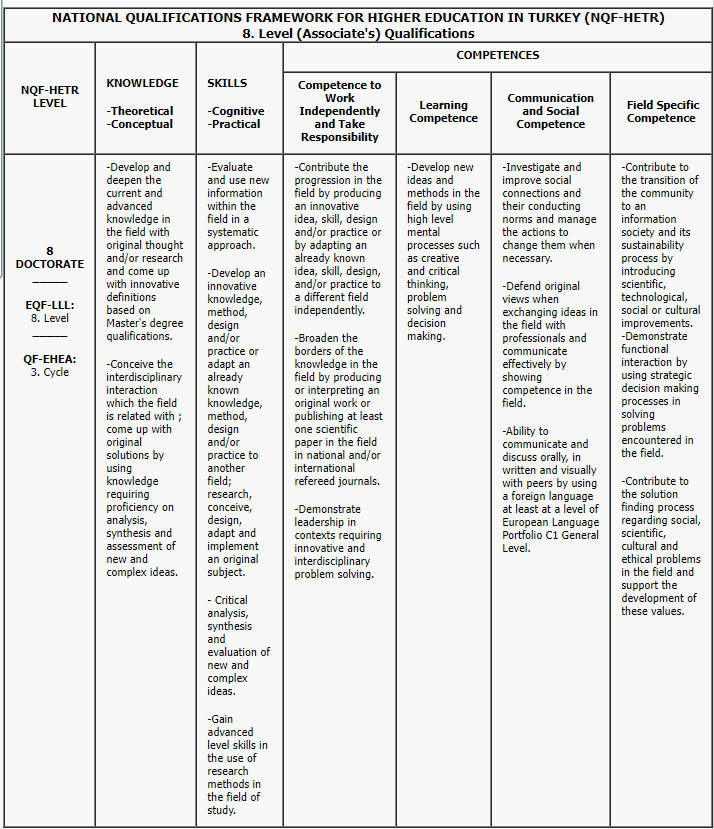 NATIONAL QUALIFICATIONS FRAMEWORK FOR HIGHER EDUCATION IN TURKEY (NQF-HETR)
8. Level (Associate's) Qualifications
NQF-HETR
LEVEL
KNOWLEDGE
-Theoretical
-Conceptual
SKILLS
-Cognitive
-Practical
COMPETENCES
Competence to
Work
Independently
and Take
Responsibility
Learning
Competence
Communication
and Social
Competence
Field Specific
Competence
8
DOCTORATE
_____
EQF-LLL:
8. Level
_____
QF-EHEA:
3. Cycle
-Develop and
deepen the
current and
advanced
knowledge in
the field with
original thought
and/or research
and come up
with innovative
definitions
based on
Master's degree
qualifications.
-Conceive the
interdisciplinary
interaction
which the field
is related with ;
come up with
original
solutions by
using
knowledge
requiring
proficiency on
analysis,
synthesis and
assessment of
new and
complex ideas.
-Evaluate
and use new
information
within the
field in a
systematic
approach.
-Develop an
innovative
knowledge,
method,
design
and/or
practice or
adapt an
already
known
knowledge,
method,
design
and/or
practice to
another
field;
research,
conceive,
design,
adapt and
implement
an original
subject.
- Critical
analysis,
synthesis
and
evaluation of
new and
complex
ideas.
-Gain
advanced
level skills in
the use of
research
methods in
the field of
study.
-Contribute the
progression in the
field by producing
an innovative
idea, skill, design
and/or practice or
by adapting an
already known
idea, skill, design,
and/or practice to
a different field
independently.
-Broaden the
borders of the
knowledge in the
field by producing
or interpreting an
original work or
publishing at least
one scientific
paper in the field
in national and/or
international
refereed journals.
-Demonstrate
leadership in
contexts requiring
innovative and
interdisciplinary
problem solving.
-Develop new
ideas and
methods in the
field by using
high level
mental
processes such
as creative
and critical
thinking,
problem
solving and
decision
making.
-Investigate and
improve social
connections and
their conducting
norms and manage
the actions to
change them when
necessary.
-Defend original
views when
exchanging ideas in
the field with
professionals and
communicate
effectively by
showing
competence in the
field.
-Ability to
communicate and
discuss orally, in
written and visually
with peers by using
a foreign language
at least at a level of
European Language
Portfolio C1 General
Level.
-Contribute to
the transition of
the community
to an
information
society and its
sustainability
process by
introducing
scientific,
technological,
social or cultural
improvements.
-Demonstrate
functional
interaction by
using strategic
decision making
processes in
solving
problems
encountered in
the field.
-Contribute to
the solution
finding process
regarding social,
scientific,
cultural and
ethical problems
in the field and
support the
development of
these values.